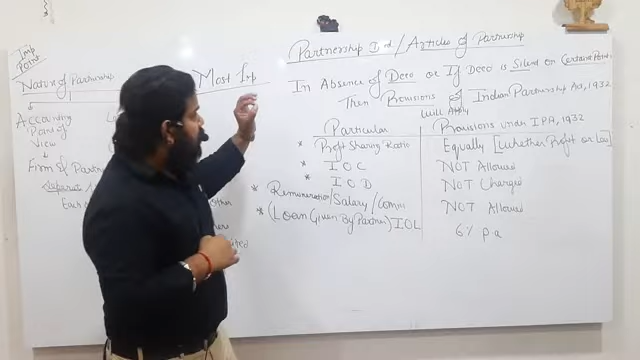 Imp
Point
Partnership Deed / Articles of Partnership
Nature of Partnership
Most Imp
In Absence of Deed or If Deed is Silent on Certain Points
Then Provisions of Indian Partnership Act, 1932
Will Apply
Accounting
Point of
View
Firm of Partn
Separate
Each
Particular
Provisions under IPA, 1932
* Profit Sharing Ratio
Equally [Whether Profit or Loss]
* IOC
NOT Allowed
* IOD
NOT Charged
* Remuneration/Salary/Comm
NOT Allowed
* (Loan Given By Partner) IOL
6% p.a